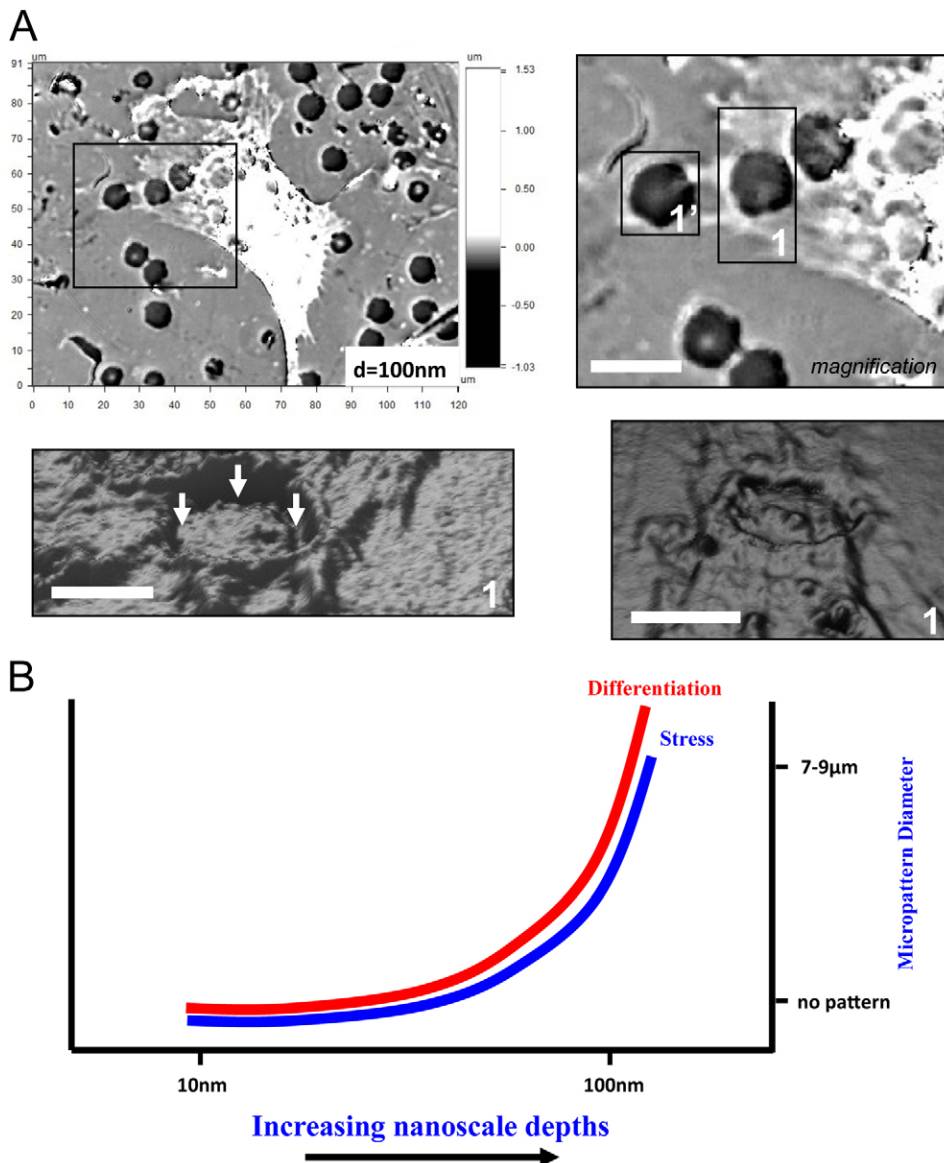 A
um
91
80
70
60
50
40
30
20
10
0
0 10 20 30 40 50 60 70 80 90 100 110 120
um
1.53
1.00
0.50
0.00
-0.50
-1.03
um
d=100nm
1'
1
magnification
1
1
B
Differentiation
Stress
7-9µm
no pattern
Micropattern Diameter
10nm
100nm
Increasing nanoscale depths